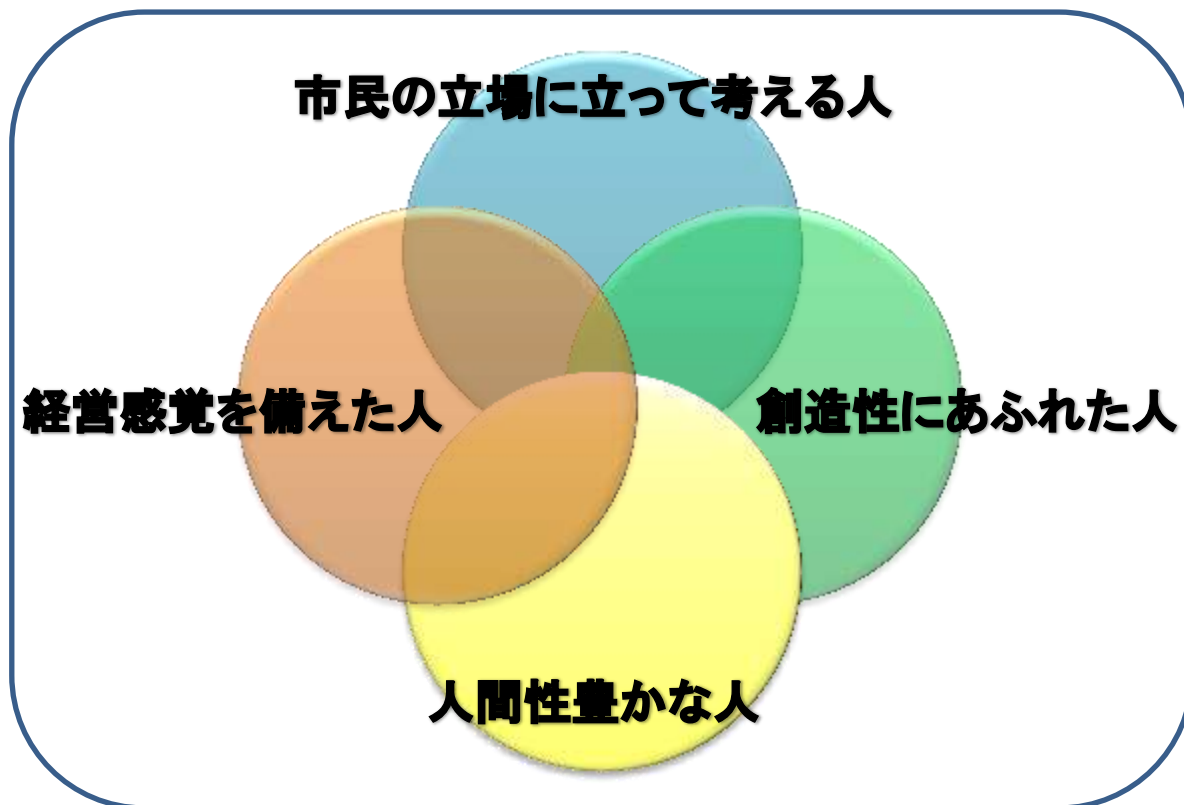 市民の立場に立って考える人
経営感覚を備えた人
創造性にあふれた人
人間性豊かな人